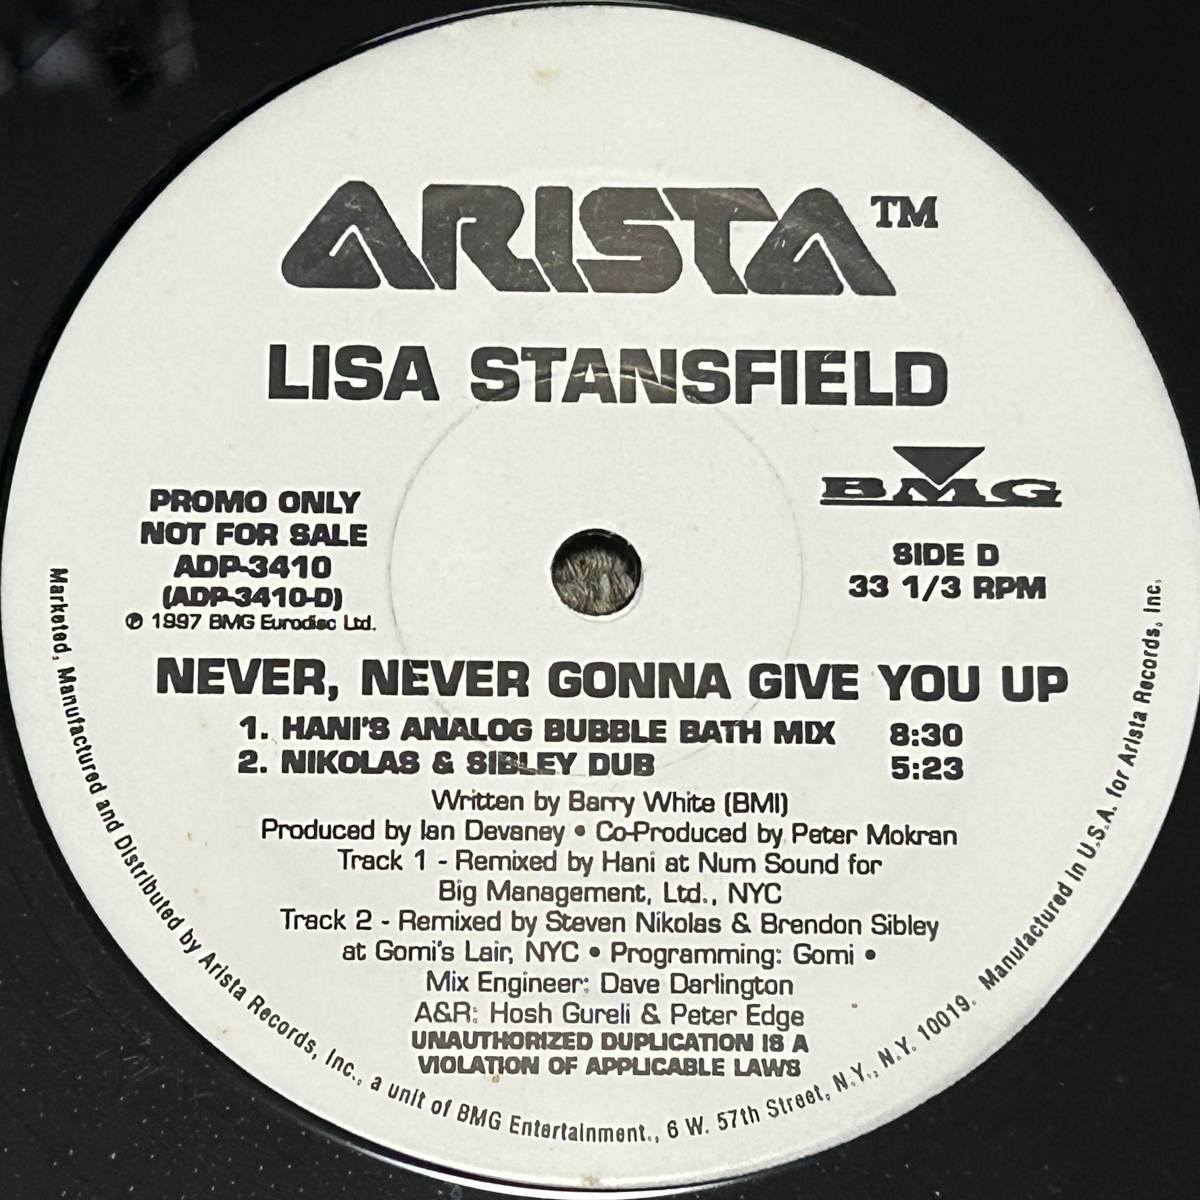 ARISTA™
LISA STANSFIELD
PROMO ONLY
NOT FOR SALE
ADP-3410
(ADP-3410-D)
℗ 1997 BMG Eurodisc Ltd.
BMG
SIDE D
33 1/3 RPM
NEVER, NEVER GONNA GIVE YOU UP
1. HANI'S ANALOG BUBBLE BATH MIX 8:30
2. NIKOLAS & SIBLEY DUB 5:23
Written by Barry White (BMI)
Produced by Ian Devaney • Co-Produced by Peter Mokran
Track 1 - Remixed by Hani at Num Sound for
Big Management, Ltd., NYC
Track 2 - Remixed by Steven Nikolas & Brendon Sibley
at Gomi's Lair, NYC • Programming: Gomi •
Mix Engineer: Dave Darlington
A&R: Hosh Gureli & Peter Edge
UNAUTHORIZED DUPLICATION IS A
VIOLATION OF APPLICABLE LAWS
Marketed, Manufactured and Distributed by Arista Records, Inc., a unit of BMG Entertainment., 6 W. 57th Street, N.Y., N.Y. 10019. Manufactured in U.S.A. for Arista Records, Inc.